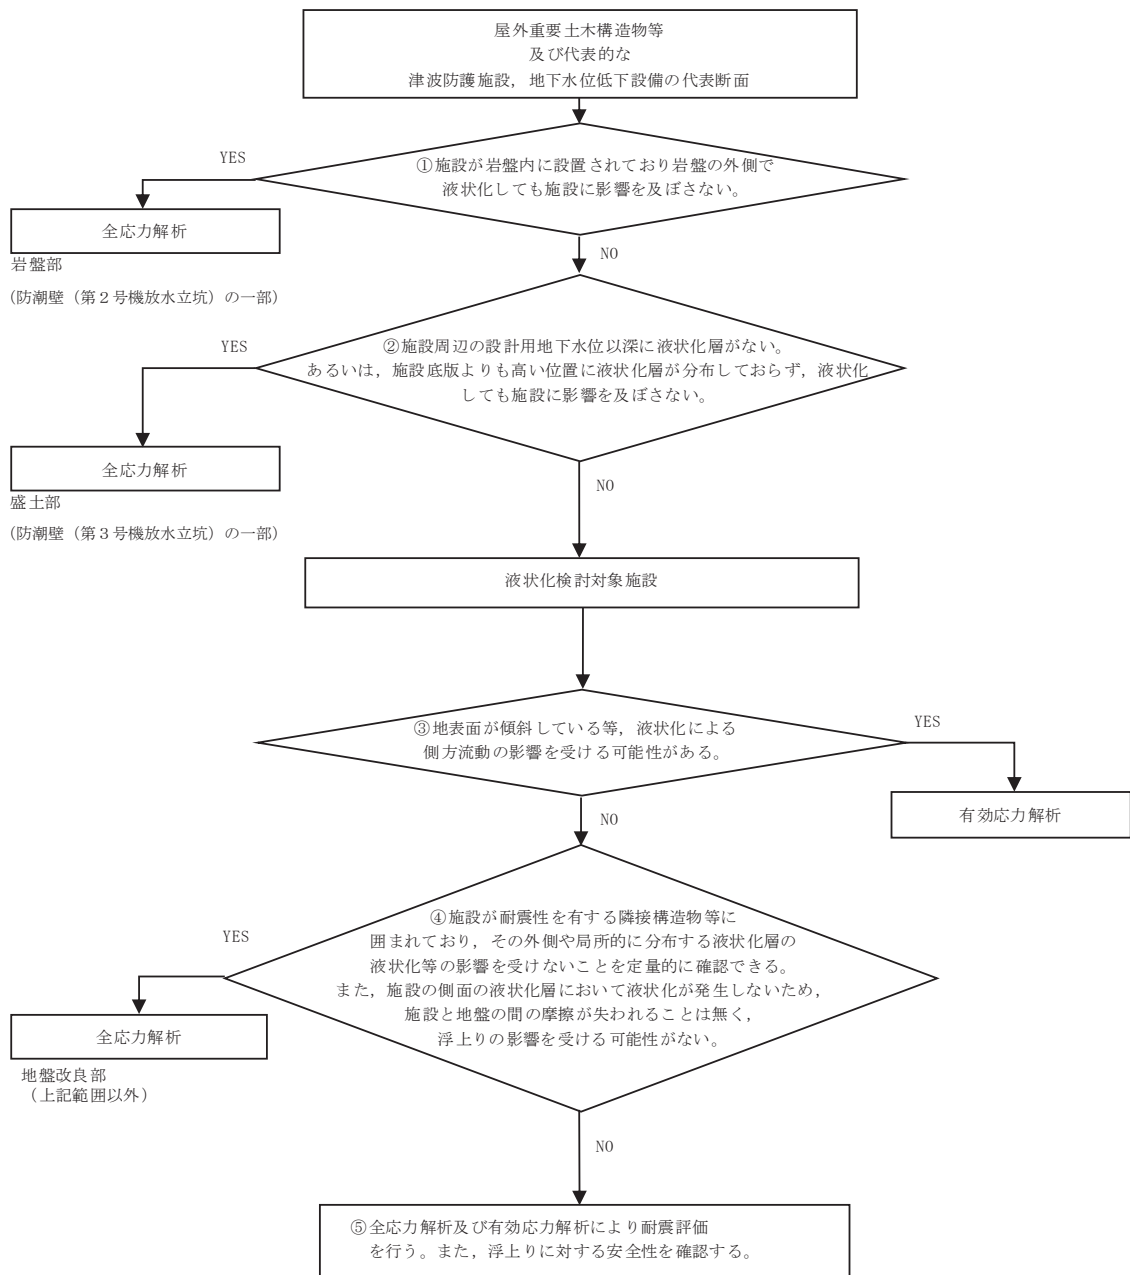 屋外重要土木構造物等
及び代表的な
津波防護施設，地下水位低下設備の代表断面
YES
①施設が岩盤内に設置されており岩盤の外側で
液状化しても施設に影響を及ぼさない。
全応力解析
岩盤部
(防潮壁（第２号機放水立坑）の一部)
NO
YES
②施設周辺の設計用地下水位以深に液状化層がない。
あるいは，施設底版よりも高い位置に液状化層が分布しておらず，液状化
しても施設に影響を及ぼさない。
全応力解析
盛土部
(防潮壁（第３号機放水立坑）の一部)
NO
液状化検討対象施設
③地表面が傾斜している等，液状化による
側方流動の影響を受ける可能性がある。
YES
有効応力解析
NO
YES
④施設が耐震性を有する隣接構造物等に
囲まれており，その外側や局所的に分布する液状化層の
液状化等の影響を受けないことを定量的に確認できる。
また，施設の側面の液状化層において液状化が発生しないため，
施設と地盤の間の摩擦が失われることは無く，
浮上りの影響を受ける可能性がない。
全応力解析
地盤改良部
（上記範囲以外）
NO
⑤全応力解析及び有効応力解析により耐震評価
を行う。また，浮上りに対する安全性を確認する。